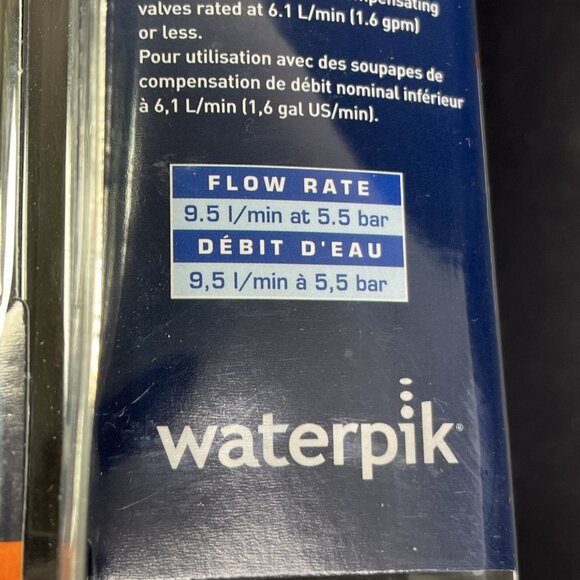 valves rated at 6.1 L/min (1.6 gpm)
or less.
Pour utilisation avec des soupapes de
compensation de débit nominal inférieur
à 6,1 L/min (1,6 gal US/min).
FLOW RATE
9.5 l/min at 5.5 bar
DÉBIT D'EAU
9,5 l/min à 5,5 bar
waterpik®